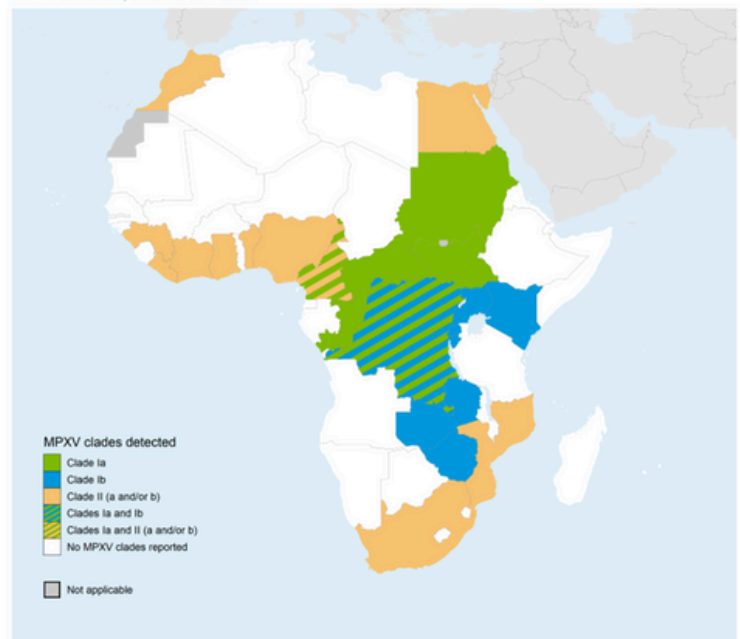 MPXV clades detected
Clade Ia
Clade Ib
Clade II (a and/or b)
Clades Ia and Ib
Clades Ia and II (a and/or b)
No MPXV clades reported
Not applicable